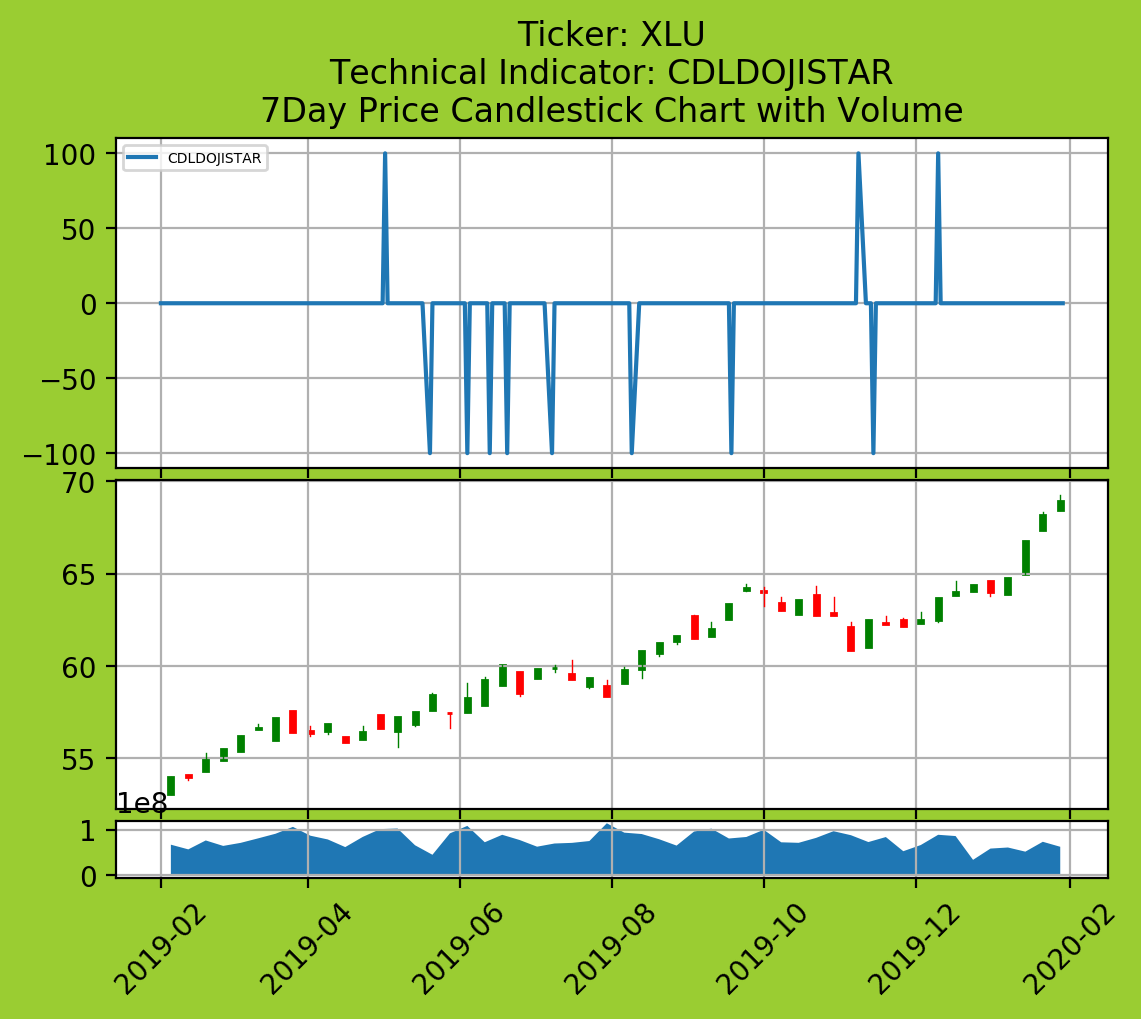 Ticker: XLU
Technical Indicator: CDLDOJISTAR
7Day Price Candlestick Chart with Volume
CDLDOJISTAR
100
50
0
−50
−100
70
65
60
55
1e8
1
0
2019-02 2019-04 2019-06 2019-08 2019-10 2019-12 2020-02